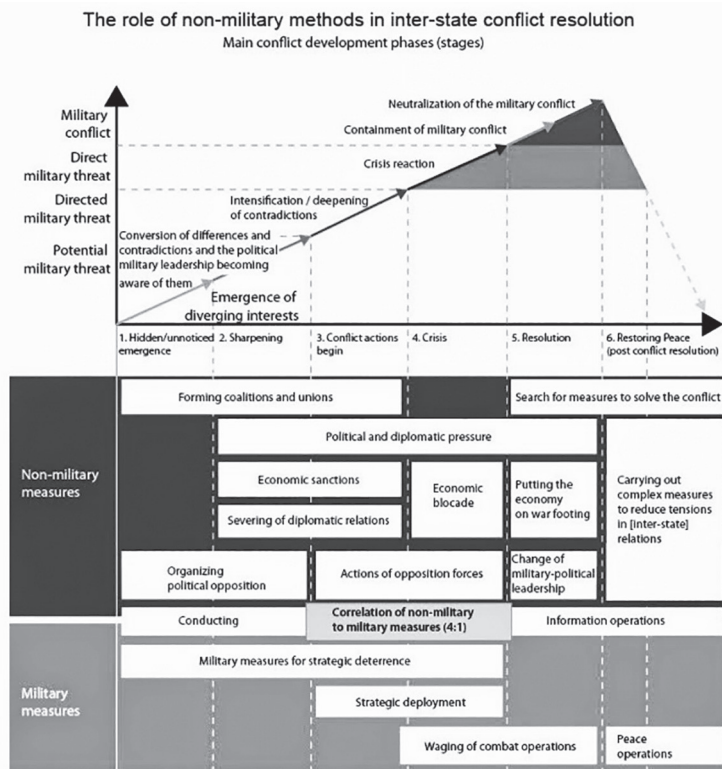 The role of non-military methods in inter-state conflict resolution
Main conflict development phases (stages)
Military
conflict
Direct
military threat
Directed
military threat
Potential
military threat
Neutralization of the military conflict
Containment of military conflict
Crisis reaction
Intensification / deepening
of contradictions
Conversion of differences and
contradictions and the political
military leadership becoming
aware of them
Emergence of
diverging interests
1. Hidden/unnoticed
emergence
2. Sharpening
3. Conflict actions
begin
4. Crisis
5. Resolution
6. Restoring Peace
(post conflict resolution)
Non-military
measures
Forming coalitions and unions
Search for measures to solve the conflict
Political and diplomatic pressure
Economic sanctions
Severing of diplomatic relations
Economic
blocade
Putting the
economy
on war footing
Carrying out
complex measures
to reduce tensions
in [inter-state]
relations
Organizing
political opposition
Actions of opposition forces
Change of
military-political
leadership
Conducting
Correlation of non-military
to military measures (4:1)
Information operations
Military
measures
Military measures for strategic deterrence
Strategic deployment
Waging of combat operations
Peace
operations